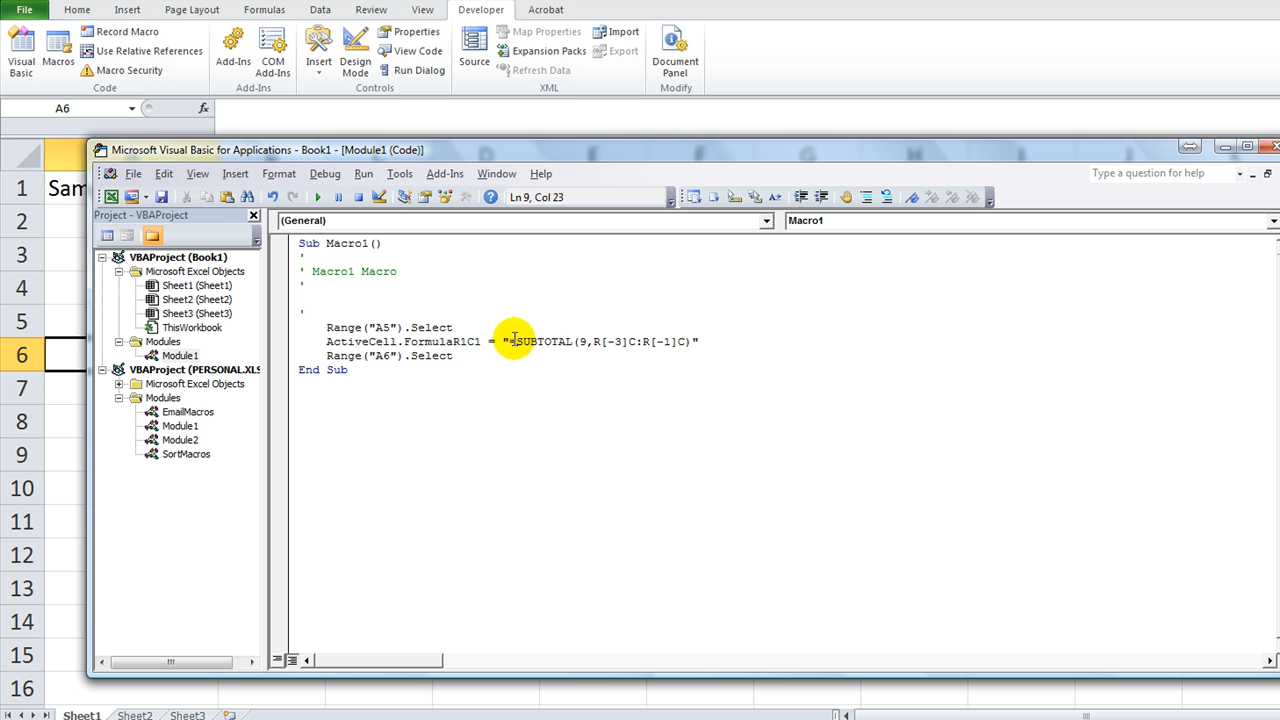 File Home Insert Page Layout Formulas Data Review View Developer Acrobat
Visual Basic
Macros
Record Macro
Use Relative References
Macro Security
Code
Add-Ins
COM Add-Ins
Add-Ins
Insert
Design Mode
Properties
View Code
Run Dialog
Controls
Source
Map Properties
Expansion Packs
Refresh Data
Import
Export
XML
Document Panel
Modify
A6 fx
Microsoft Visual Basic for Applications - Book1 - [Module1 (Code)]
File Edit View Insert Format Debug Run Tools Add-Ins Window Help
Type a question for help
Ln 9, Col 23
Project - VBAProject
(General)
Macro1
VBAProject (Book1)
Microsoft Excel Objects
Sheet1 (Sheet1)
Sheet2 (Sheet2)
Sheet3 (Sheet3)
ThisWorkbook
Modules
Module1
VBAProject (PERSONAL.XLS
Microsoft Excel Objects
Modules
EmailMacros
Module1
Module2
SortMacros
Sub Macro1()
'
' Macro1 Macro
'
'
Range("A5").Select
ActiveCell.FormulaR1C1 = "=SUBTOTAL(9,R[-3]C:R[-1]C)"
Range("A6").Select
End Sub
D E F G H I J
1 Sam
2
3
4
5
6
7
8
9
10
11
12
13
14
15
16
Sheet1 Sheet2 Sheet3